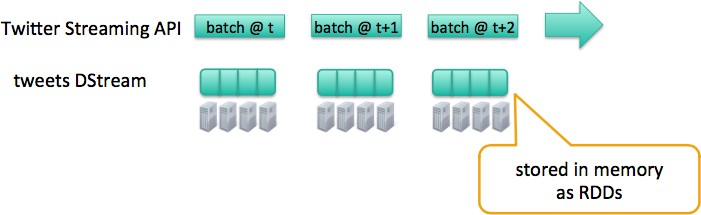 Twitter Streaming API
batch @ t
batch @ t+1
batch @ t+2
tweets DStream
stored in memory
as RDDs